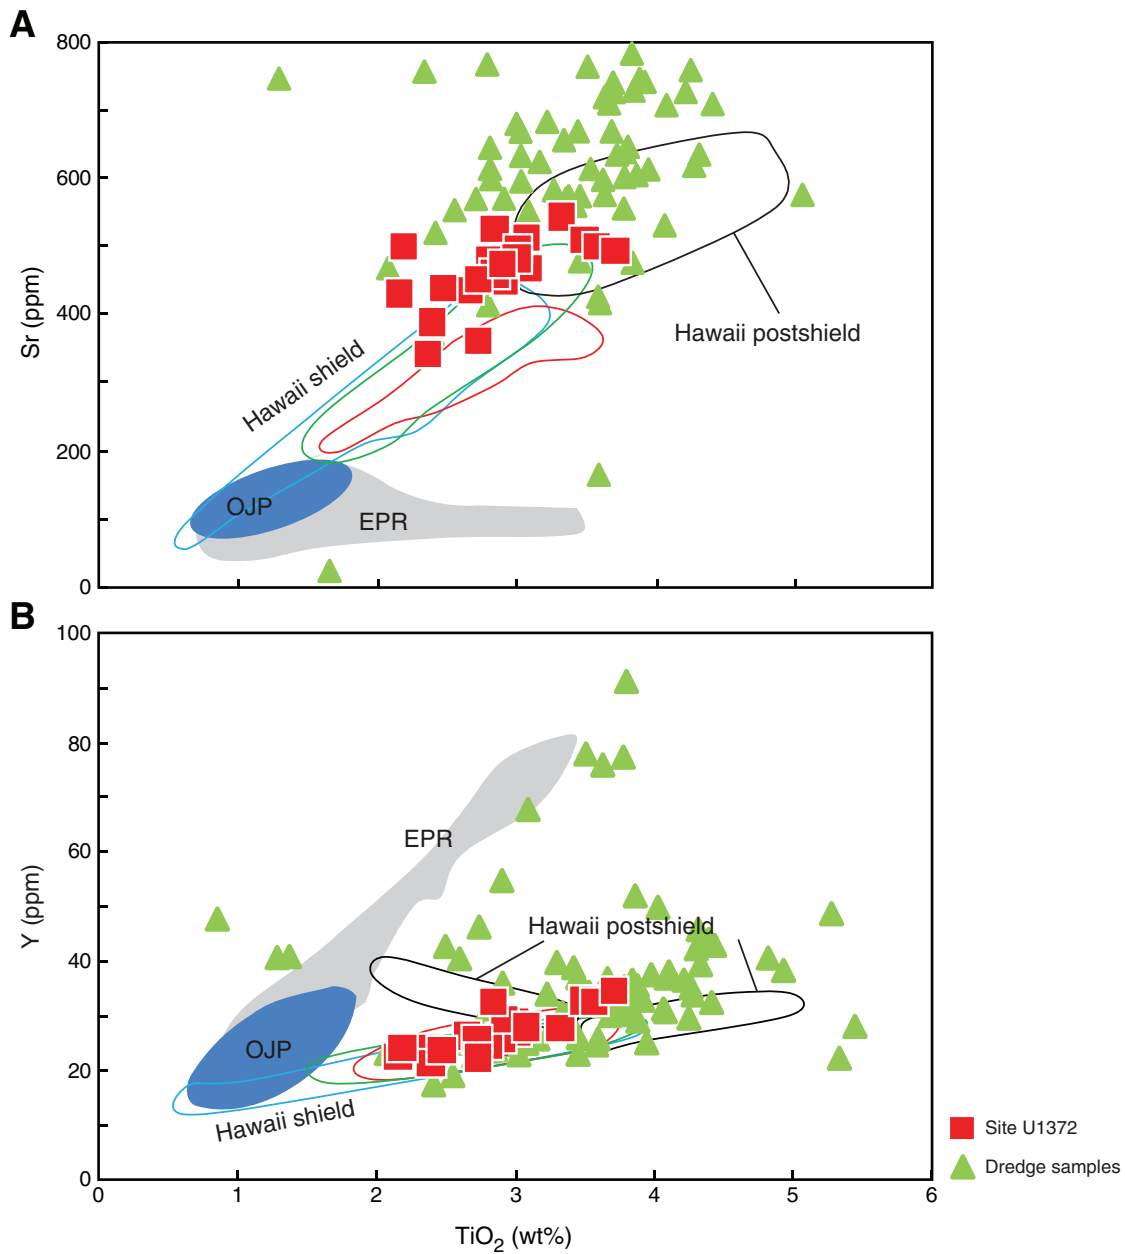 A
800
600
400
200
0
Sr (ppm)
Hawaii postshield
Hawaii shield
OJP
EPR
B
100
80
60
40
20
0
Y (ppm)
EPR
Hawaii postshield
OJP
Hawaii shield
0 1 2 3 4 5 6
TiO2 (wt%)
Site U1372
Dredge samples